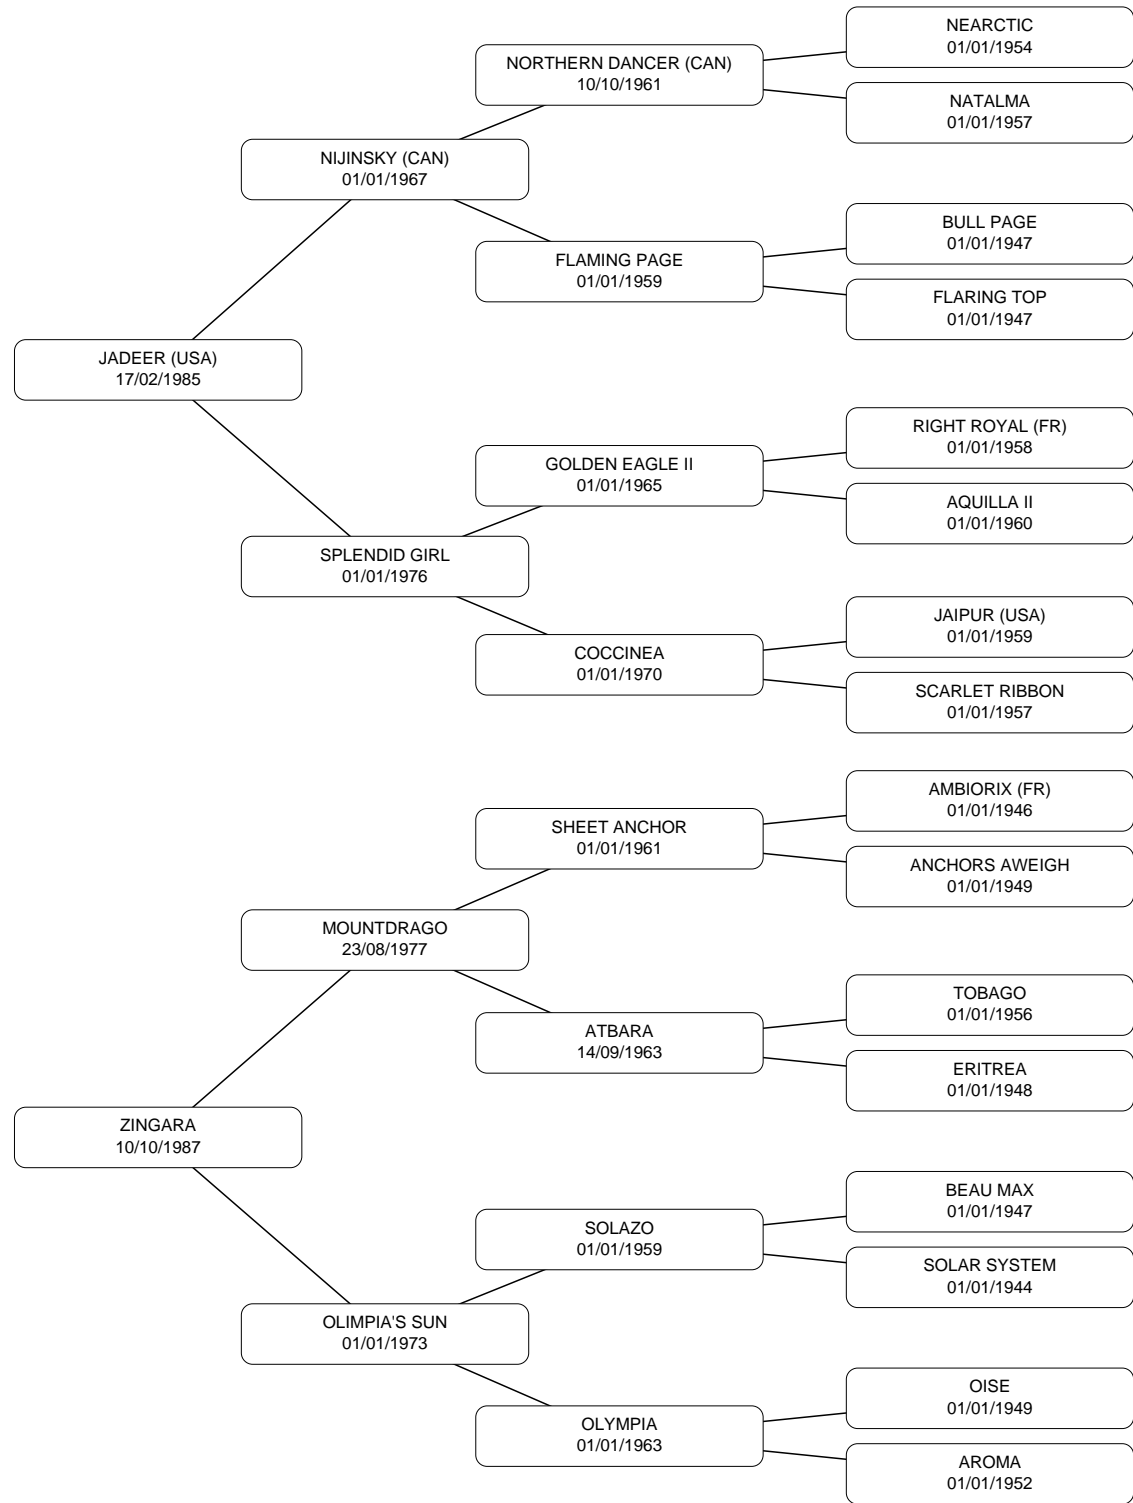 NEARCTIC
01/01/1954
NORTHERN DANCER (CAN)
10/10/1961
NATALMA
01/01/1957
NIJINSKY (CAN)
01/01/1967
BULL PAGE
01/01/1947
FLAMING PAGE
01/01/1959
FLARING TOP
01/01/1947
JADEER (USA)
17/02/1985
RIGHT ROYAL (FR)
01/01/1958
GOLDEN EAGLE II
01/01/1965
AQUILLA II
01/01/1960
SPLENDID GIRL
01/01/1976
JAIPUR (USA)
01/01/1959
COCCINEA
01/01/1970
SCARLET RIBBON
01/01/1957
AMBIORIX (FR)
01/01/1946
SHEET ANCHOR
01/01/1961
ANCHORS AWEIGH
01/01/1949
MOUNTDRAGO
23/08/1977
TOBAGO
01/01/1956
ATBARA
14/09/1963
ERITREA
01/01/1948
ZINGARA
10/10/1987
BEAU MAX
01/01/1947
SOLAZO
01/01/1959
SOLAR SYSTEM
01/01/1944
OLIMPIA'S SUN
01/01/1973
OISE
01/01/1949
OLYMPIA
01/01/1963
AROMA
01/01/1952